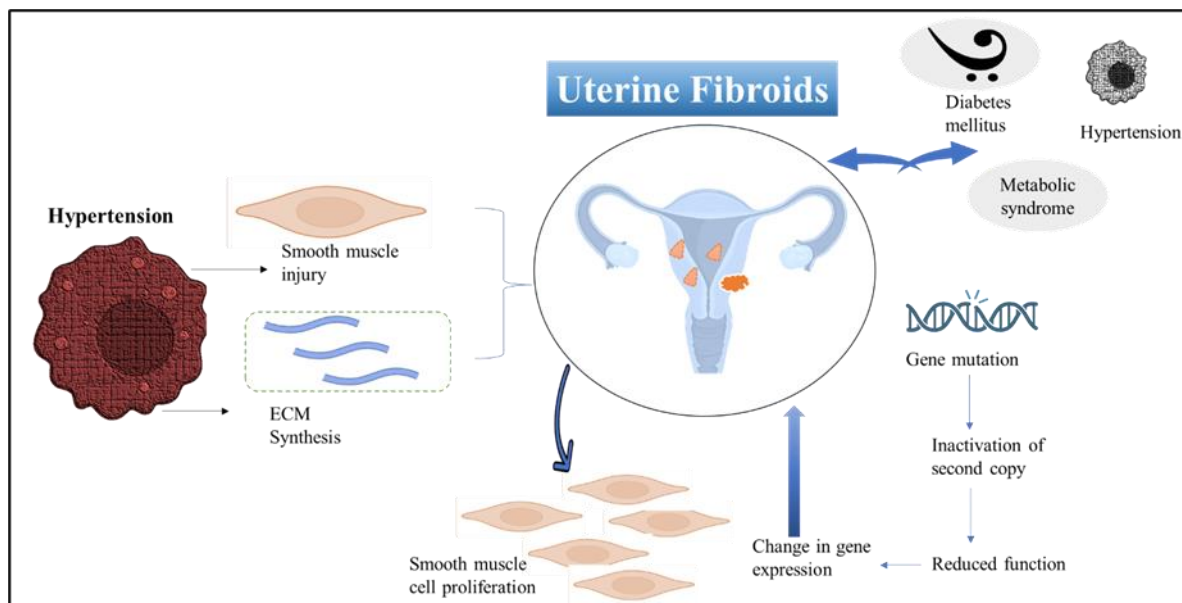 Uterine Fibroids
Diabetes
mellitus
Hypertension
Metabolic
syndrome
Hypertension
Smooth muscle
injury
ECM
Synthesis
Gene mutation
Inactivation of
second copy
Reduced function
Change in gene
expression
Smooth muscle
cell proliferation